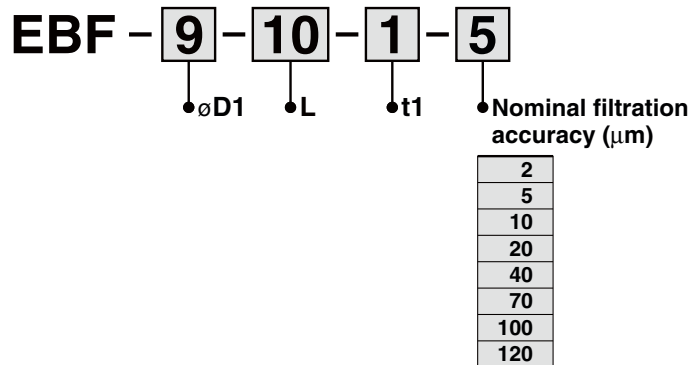 EBF – 9 – 10 – 1 – 5
øD1 L t1 Nominal filtration
accuracy (μm)
2
5
10
20
40
70
100
120